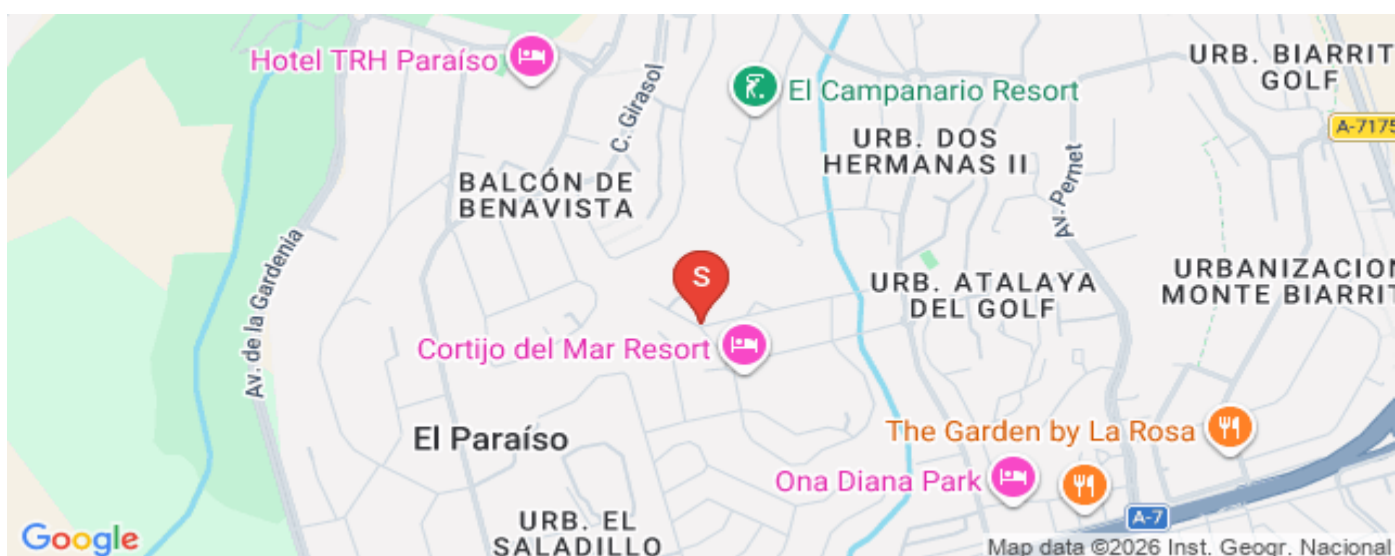 Hotel TRH Paraíso
C. Girasol
El Campanario Resort
URB. BIARRIT
GOLF
A-7175
URB. DOS
HERMANAS II
Av. Pernet
BALCÓN DE
BENAVISTA
Av. de la Gardenia
S
URB. ATALAYA
DEL GOLF
URBANIZACION
MONTE BIARRIT
Cortijo del Mar Resort
El Paraíso
The Garden by La Rosa
Ona Diana Park
A-7
URB. EL
SALADILLO
Google
Map data ©2026 Inst. Geogr. Nacional